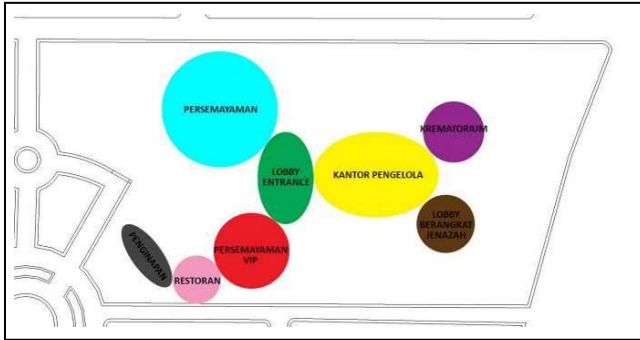 PERSEMAYAMAN
KREMATORIUM
LOBBY
ENTRANCE
KANTOR PENGELOLA
LOBBY
BERANGKAT
JENAZAH
PENGINAPAN
PERSEMAYAMAN
VIP
RESTORAN